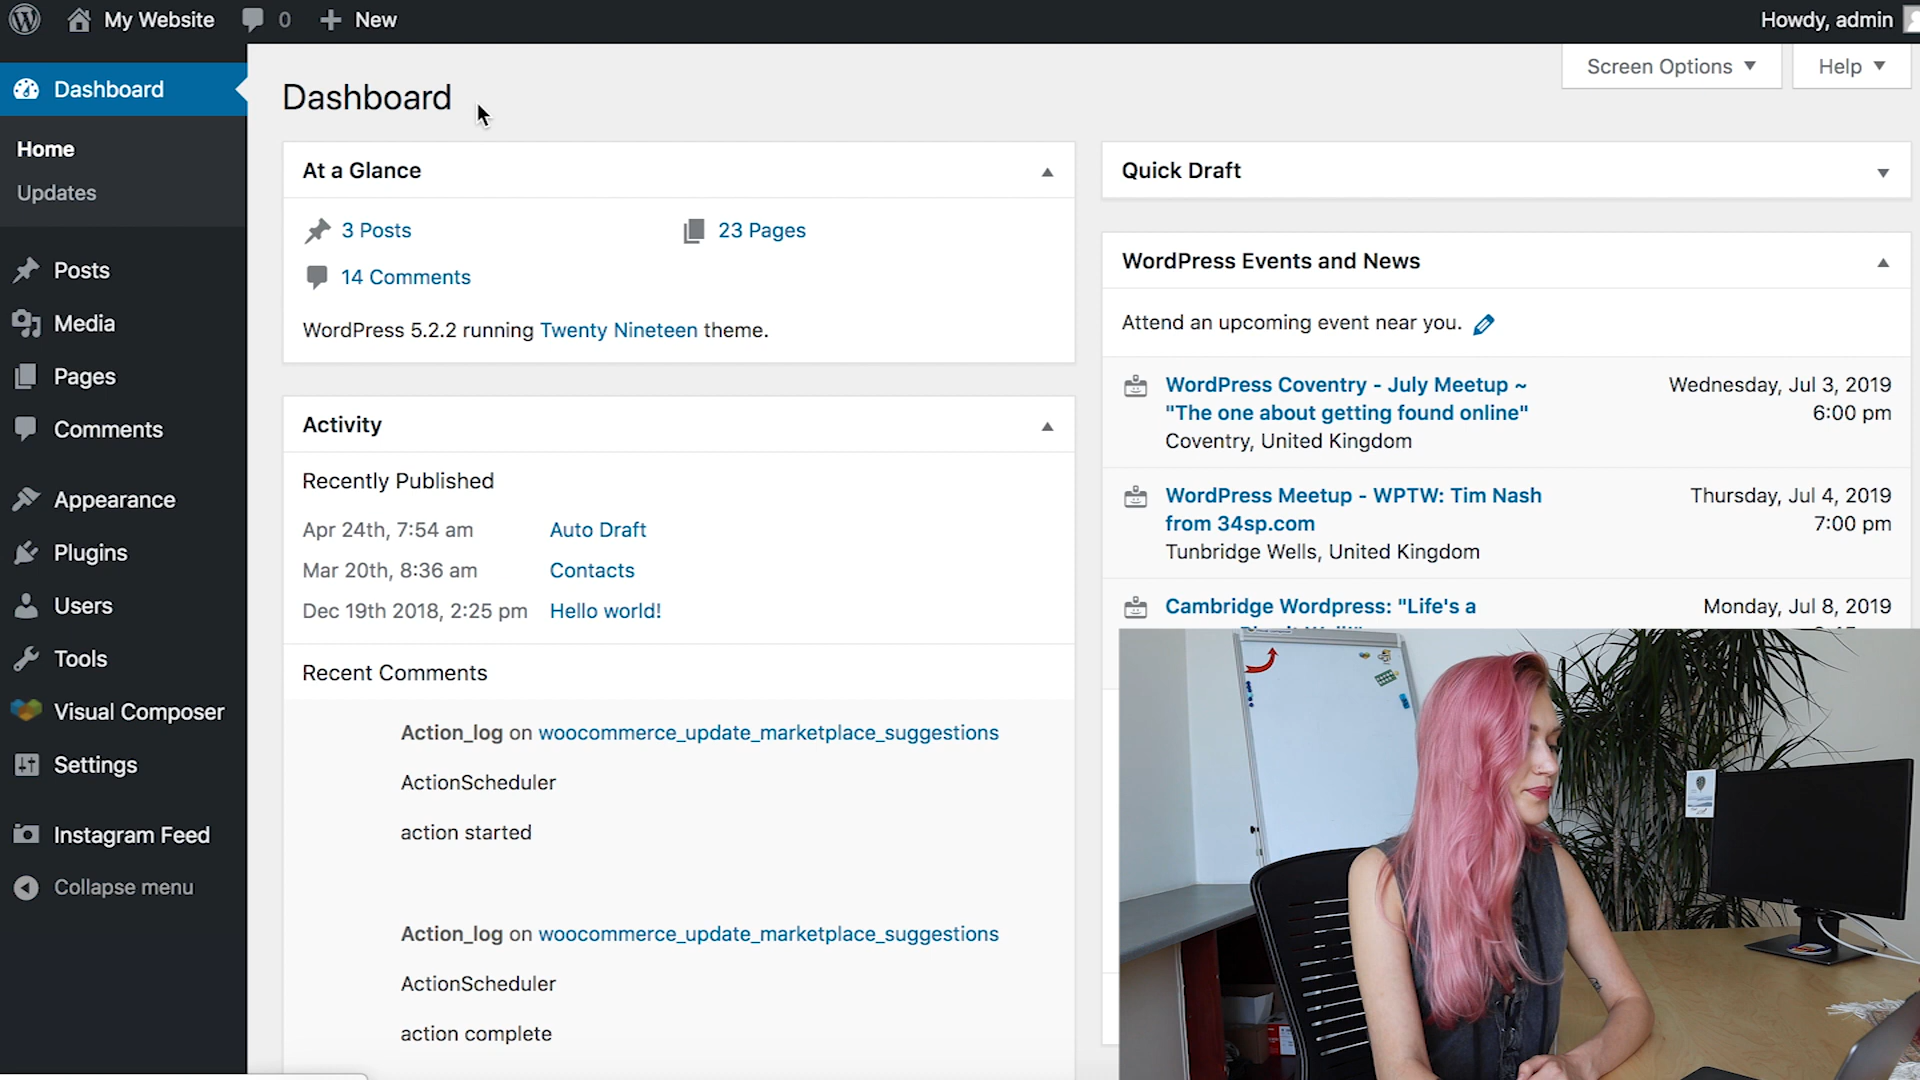 My Website
0
New
Howdy, admin
Dashboard
Home
Updates
Posts
Media
Pages
Comments
Appearance
Plugins
Users
Tools
Visual Composer
Settings
Instagram Feed
Collapse menu
Screen Options
Help
Dashboard
At a Glance
3 Posts
23 Pages
14 Comments
WordPress 5.2.2 running Twenty Nineteen theme.
Activity
Recently Published
Apr 24th, 7:54 am Auto Draft
Mar 20th, 8:36 am Contacts
Dec 19th 2018, 2:25 pm Hello world!
Recent Comments
Action_log on woocommerce_update_marketplace_suggestions
ActionScheduler
action started
Action_log on woocommerce_update_marketplace_suggestions
ActionScheduler
action complete
Quick Draft
WordPress Events and News
Attend an upcoming event near you.
WordPress Coventry - July Meetup ~ Wednesday, Jul 3, 2019
"The one about getting found online" 6:00 pm
Coventry, United Kingdom
WordPress Meetup - WPTW: Tim Nash Thursday, Jul 4, 2019
from 34sp.com 7:00 pm
Tunbridge Wells, United Kingdom
Cambridge Wordpress: "Life's a Monday, Jul 8, 2019